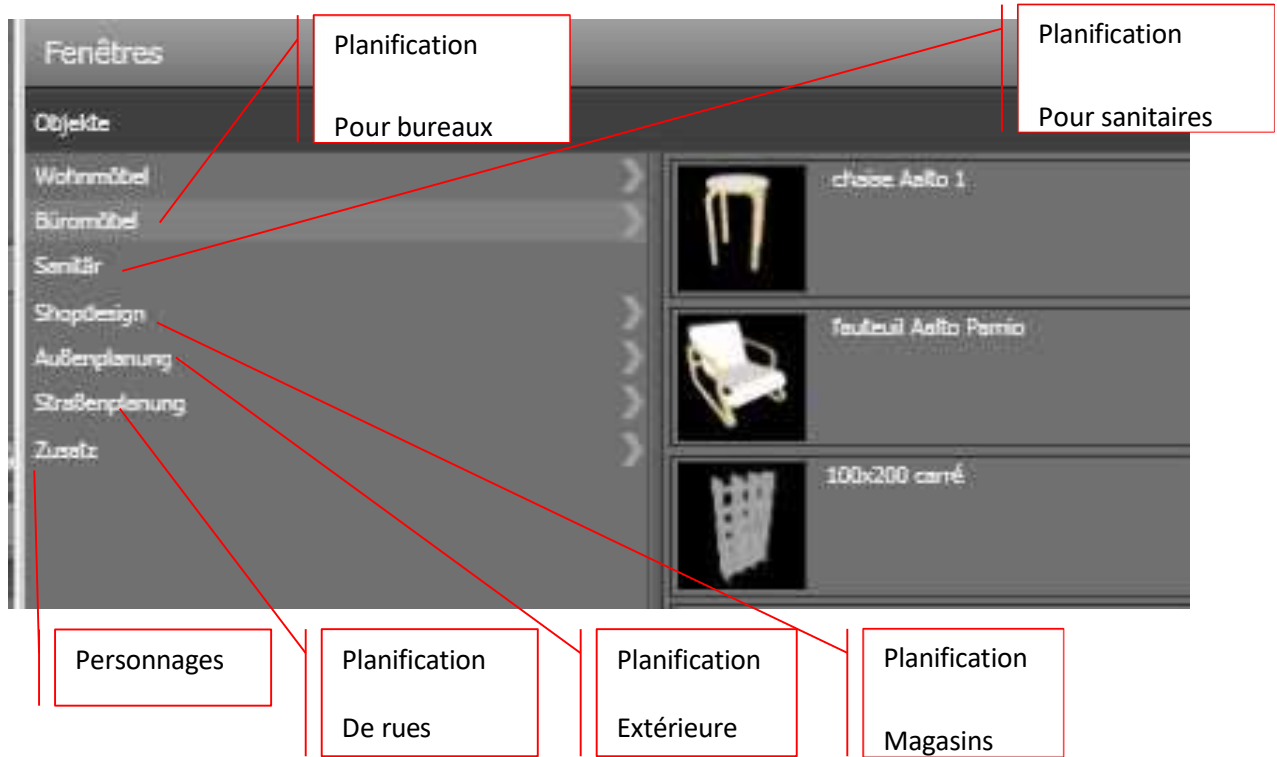 Planification
Pour bureaux
Planification
Pour sanitaires
Fenêtres
Objekte
Wohnmöbel
Büromöbel
Sanitär
Shopdesign
Außenplanung
Straßenplanung
Zusatz
chaise Aalto 1
fauteuil Aalto Pamio
100x200 carré
Personnages
Planification
De rues
Planification
Extérieure
Planification
Magasins